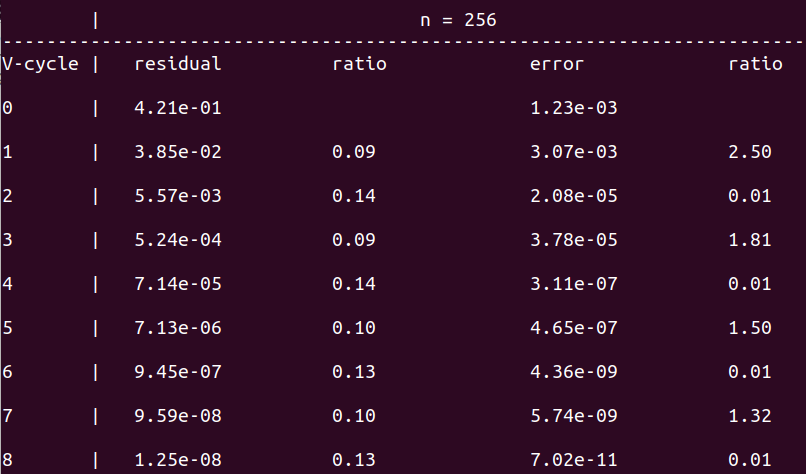 | n = 256
--------------------------------------------------------------------------
V-cycle | residual ratio error ratio
0 | 4.21e-01 1.23e-03
1 | 3.85e-02 0.09 3.07e-03 2.50
2 | 5.57e-03 0.14 2.08e-05 0.01
3 | 5.24e-04 0.09 3.78e-05 1.81
4 | 7.14e-05 0.14 3.11e-07 0.01
5 | 7.13e-06 0.10 4.65e-07 1.50
6 | 9.45e-07 0.13 4.36e-09 0.01
7 | 9.59e-08 0.10 5.74e-09 1.32
8 | 1.25e-08 0.13 7.02e-11 0.01